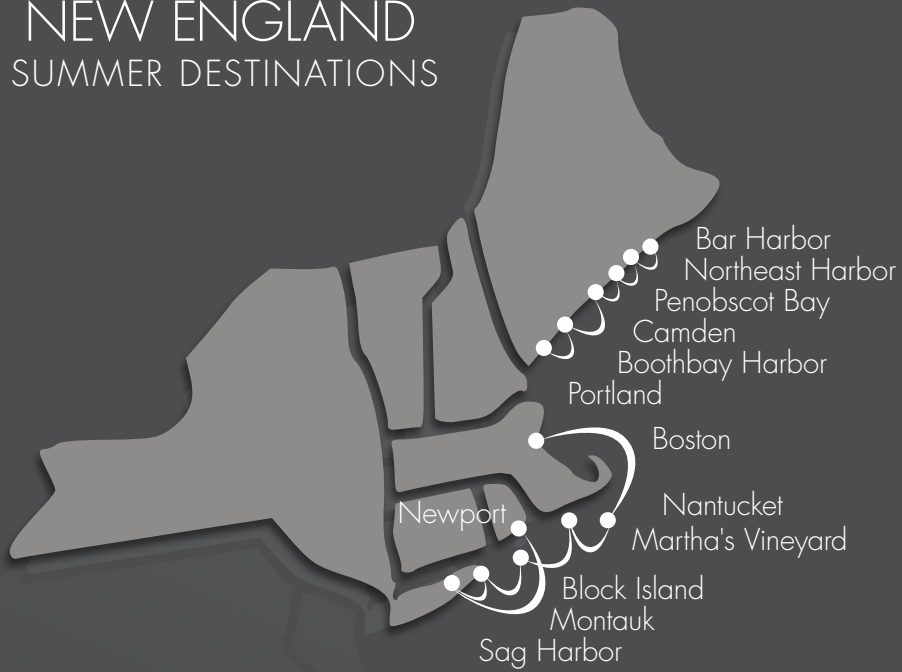 NEW ENGLAND
SUMMER DESTINATIONS
Bar Harbor
Northeast Harbor
Penobscot Bay
Camden
Boothbay Harbor
Portland
Boston
Nantucket
Newport
Martha's Vineyard
Block Island
Montauk
Sag Harbor